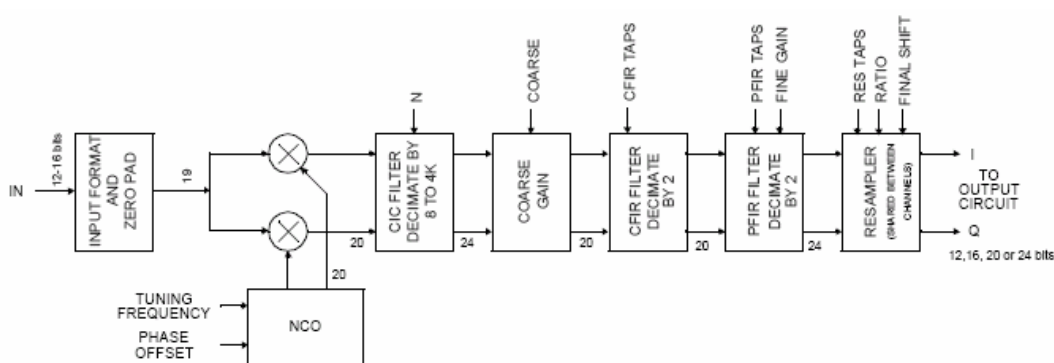 IN
12-16 bits
INPUT FORMAT
AND
ZERO PAD
19
20
20
TUNING
FREQUENCY
PHASE
OFFSET
NCO
N
CIC FILTER
DECIMATE BY
8 TO 4K
24
COARSE
COARSE
GAIN
20
CFIR TAPS
CFIR FILTER
DECIMATE
BY 2
20
PFIR TAPS
FINE GAIN
PFIR FILTER
DECIMATE
BY 2
24
RES TAPS
RATIO
FINAL SHIFT
RESAMPLER
(SHARED BETWEEN
CHANNELS)
I
TO
OUTPUT
CIRCUIT
Q
12,16, 20 or 24 bits